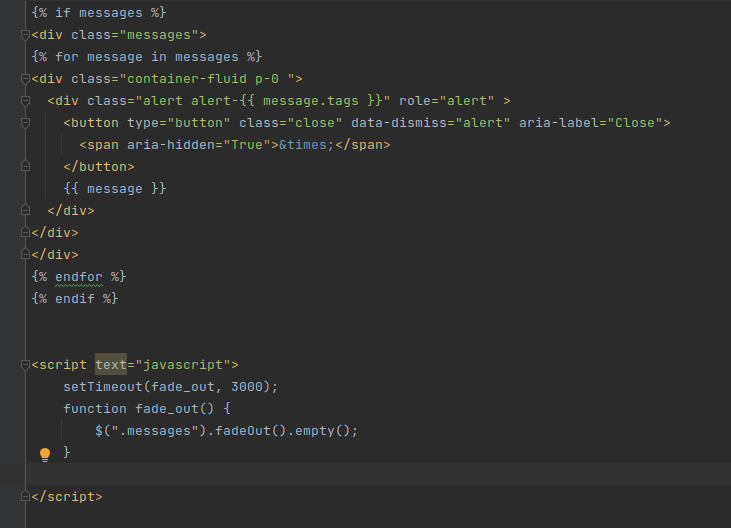 {% if messages %}
<div class="messages">
{% for message in messages %}
<div class="container-fluid p-0 ">
  <div class="alert alert-{{ message.tags }}" role="alert" >
    <button type="button" class="close" data-dismiss="alert" aria-label="Close">
      <span aria-hidden="True">&times;</span>
    </button>
    {{ message }}
  </div>
</div>
</div>
{% endfor %}
{% endif %}
<script text="javascript">
    setTimeout(fade_out, 3000);
    function fade_out() {
        $(".messages").fadeOut().empty();
    }
</script>